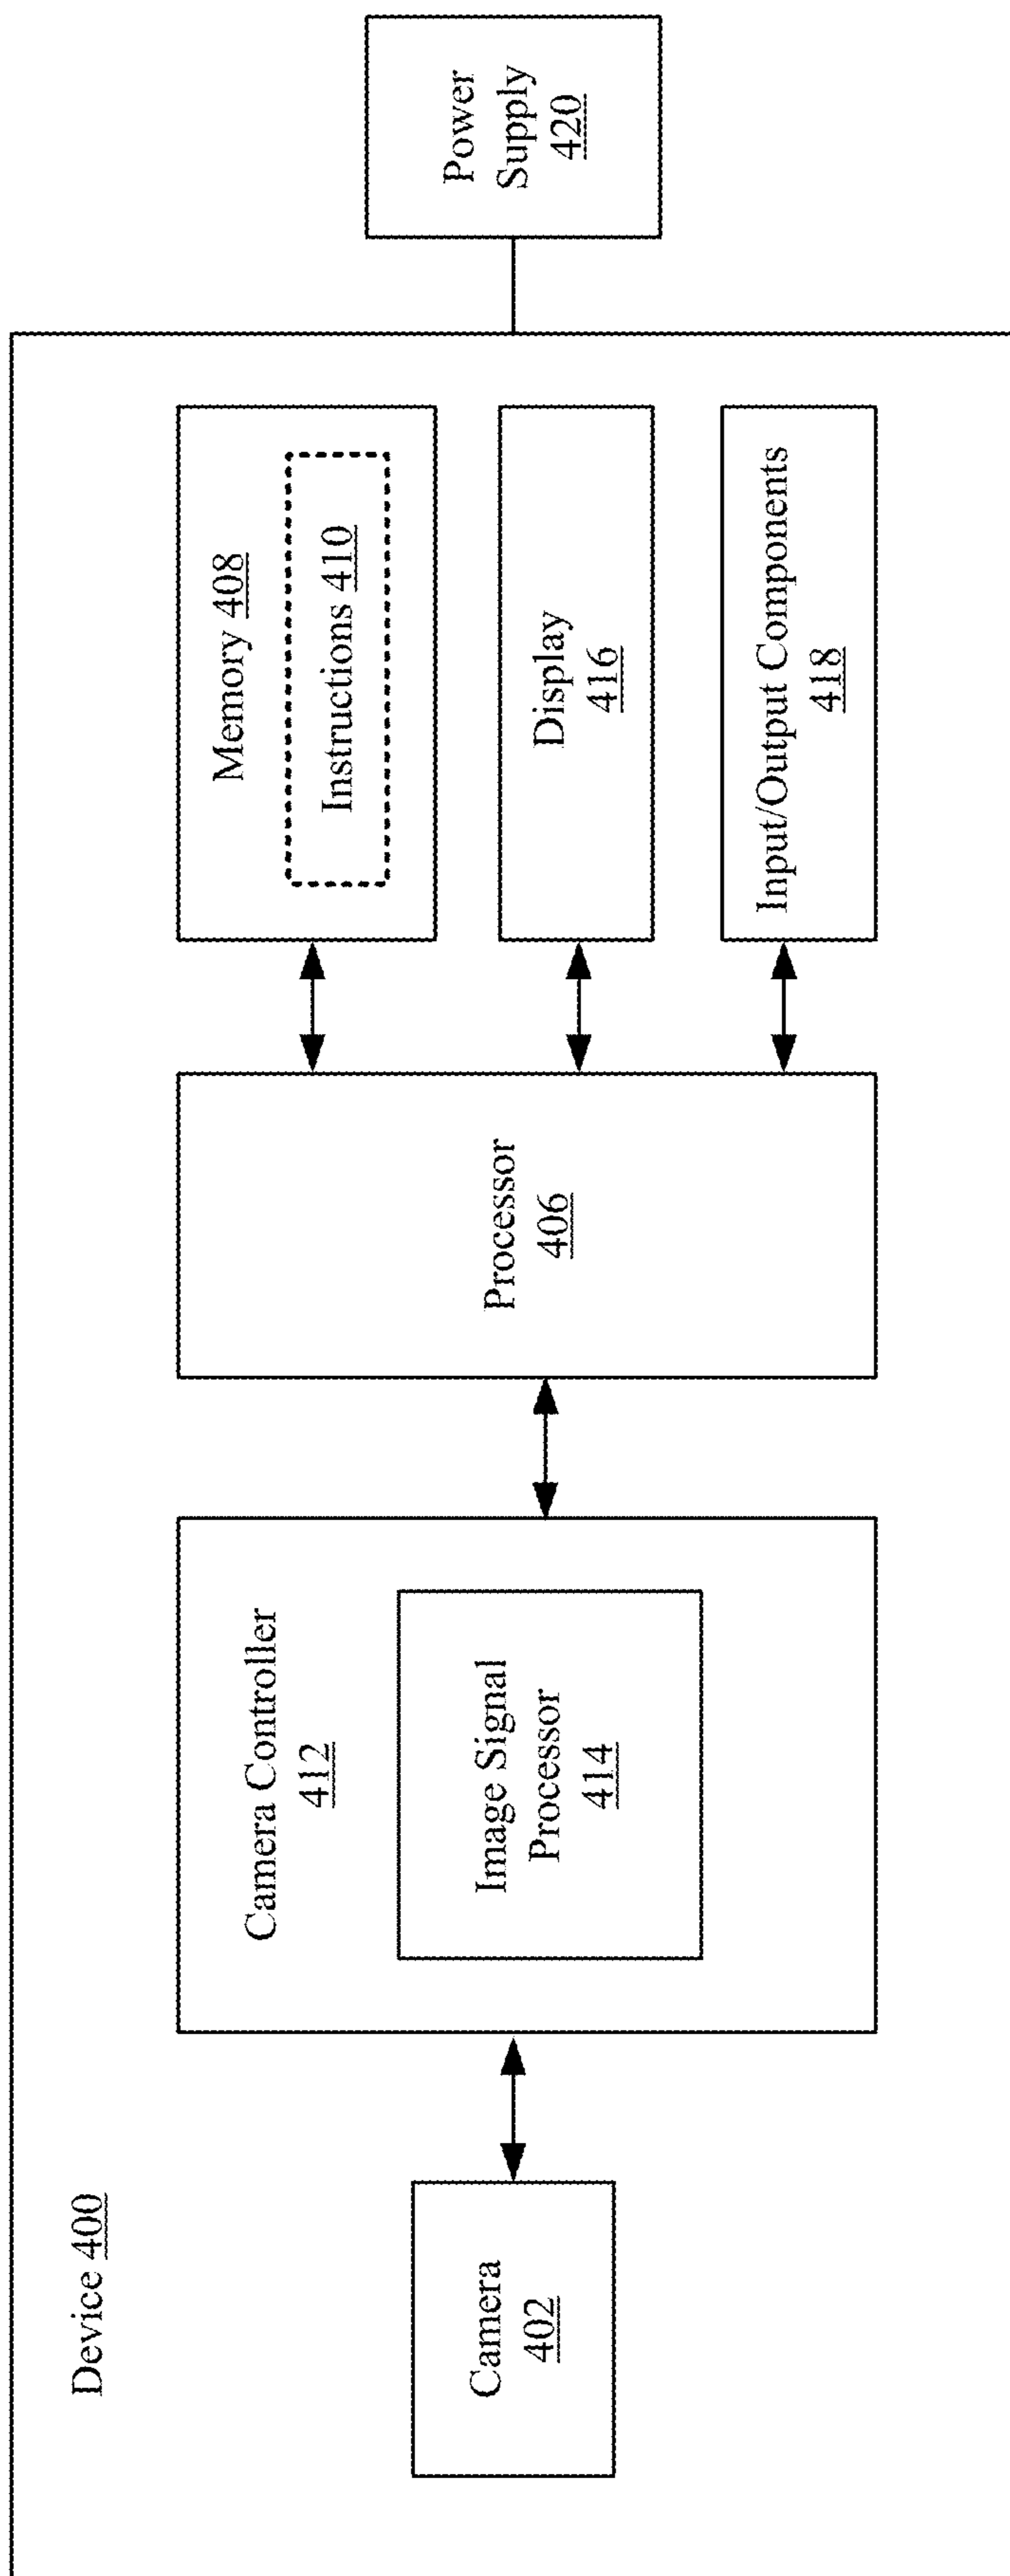 Device 400
Camera
402
Camera Controller
412
Image Signal
Processor
414
Processor
406
Memory 408
Instructions 410
Display
416
Input/Output Components
418
Power
Supply
420